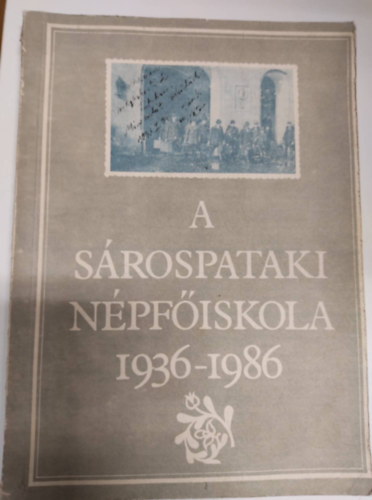 A
SÁROSPATAKI
NÉPFŐISKOLA
1936-1986